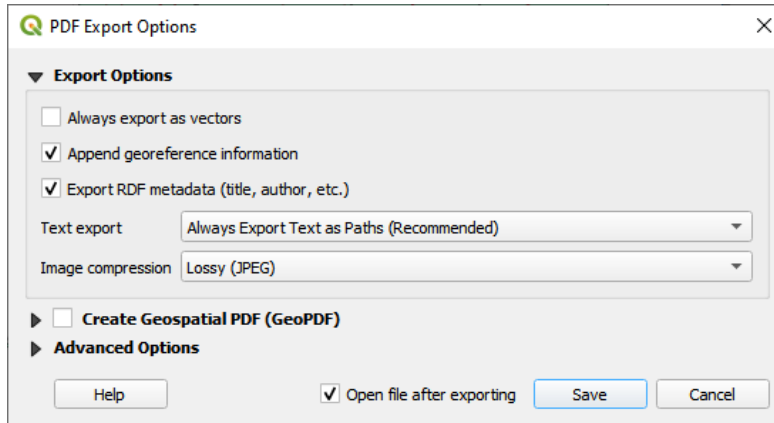 PDF Export Options
Export Options
Always export as vectors
Append georeference information
Export RDF metadata (title, author, etc.)
Text export Always Export Text as Paths (Recommended)
Image compression Lossy (JPEG)
Create Geospatial PDF (GeoPDF)
Advanced Options
Help Open file after exporting Save Cancel